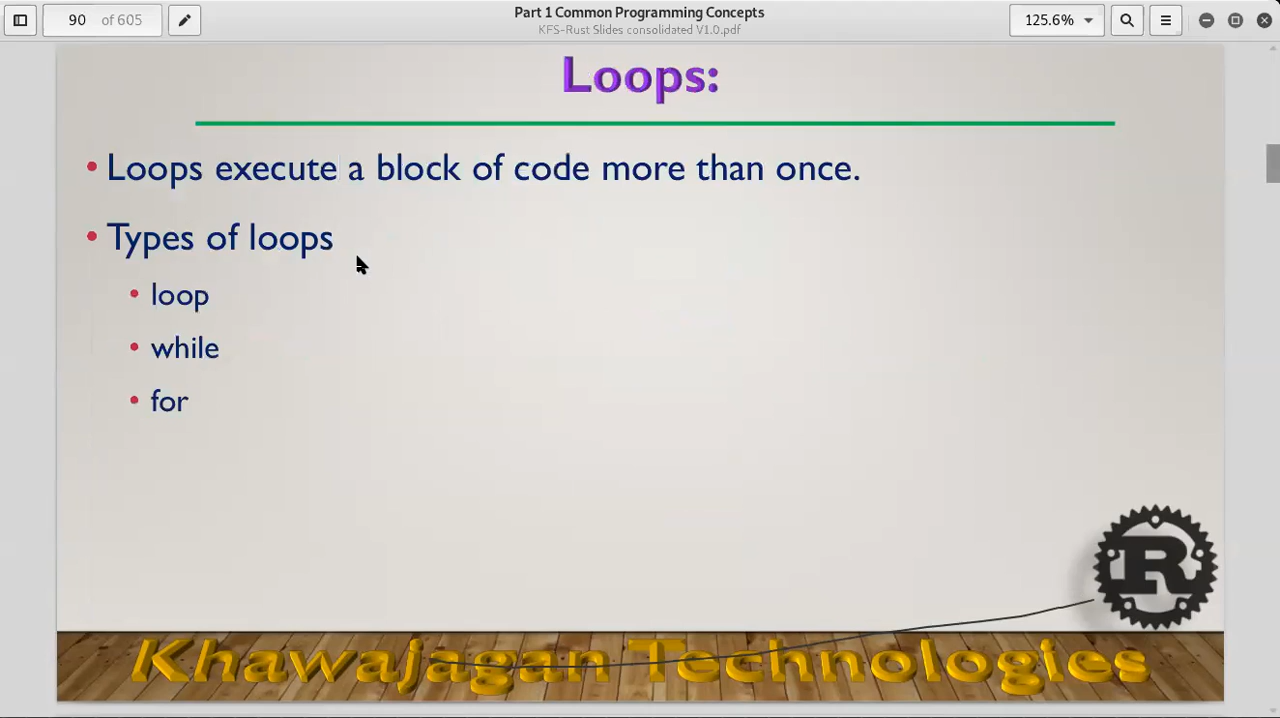 90 of 605
Part 1 Common Programming Concepts
KFS-Rust Slides consolidated V1.0.pdf
125.6%
Loops:
• Loops execute a block of code more than once.
• Types of loops
• loop
• while
• for
R
Khawajagan Technologies